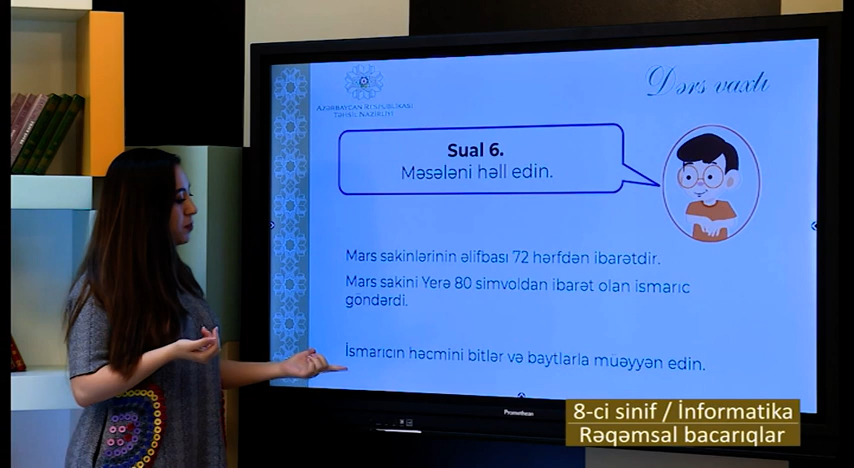 Dərs vaxtı
AZƏRBAYCAN RESPUBLİKASI
TƏHSİL NAZİRLİYİ
Sual 6.
Məsələni həll edin.
Mars sakinlərinin əlifbası 72 hərfdən ibarətdir.
Mars sakini Yerə 80 simvoldan ibarət olan ismarıc
göndərdi.
İsmarıcın həcmini bitlər və baytlarla müəyyən edin.
Promethean
8-ci sinif / İnformatika
Rəqəmsal bacarıqlar